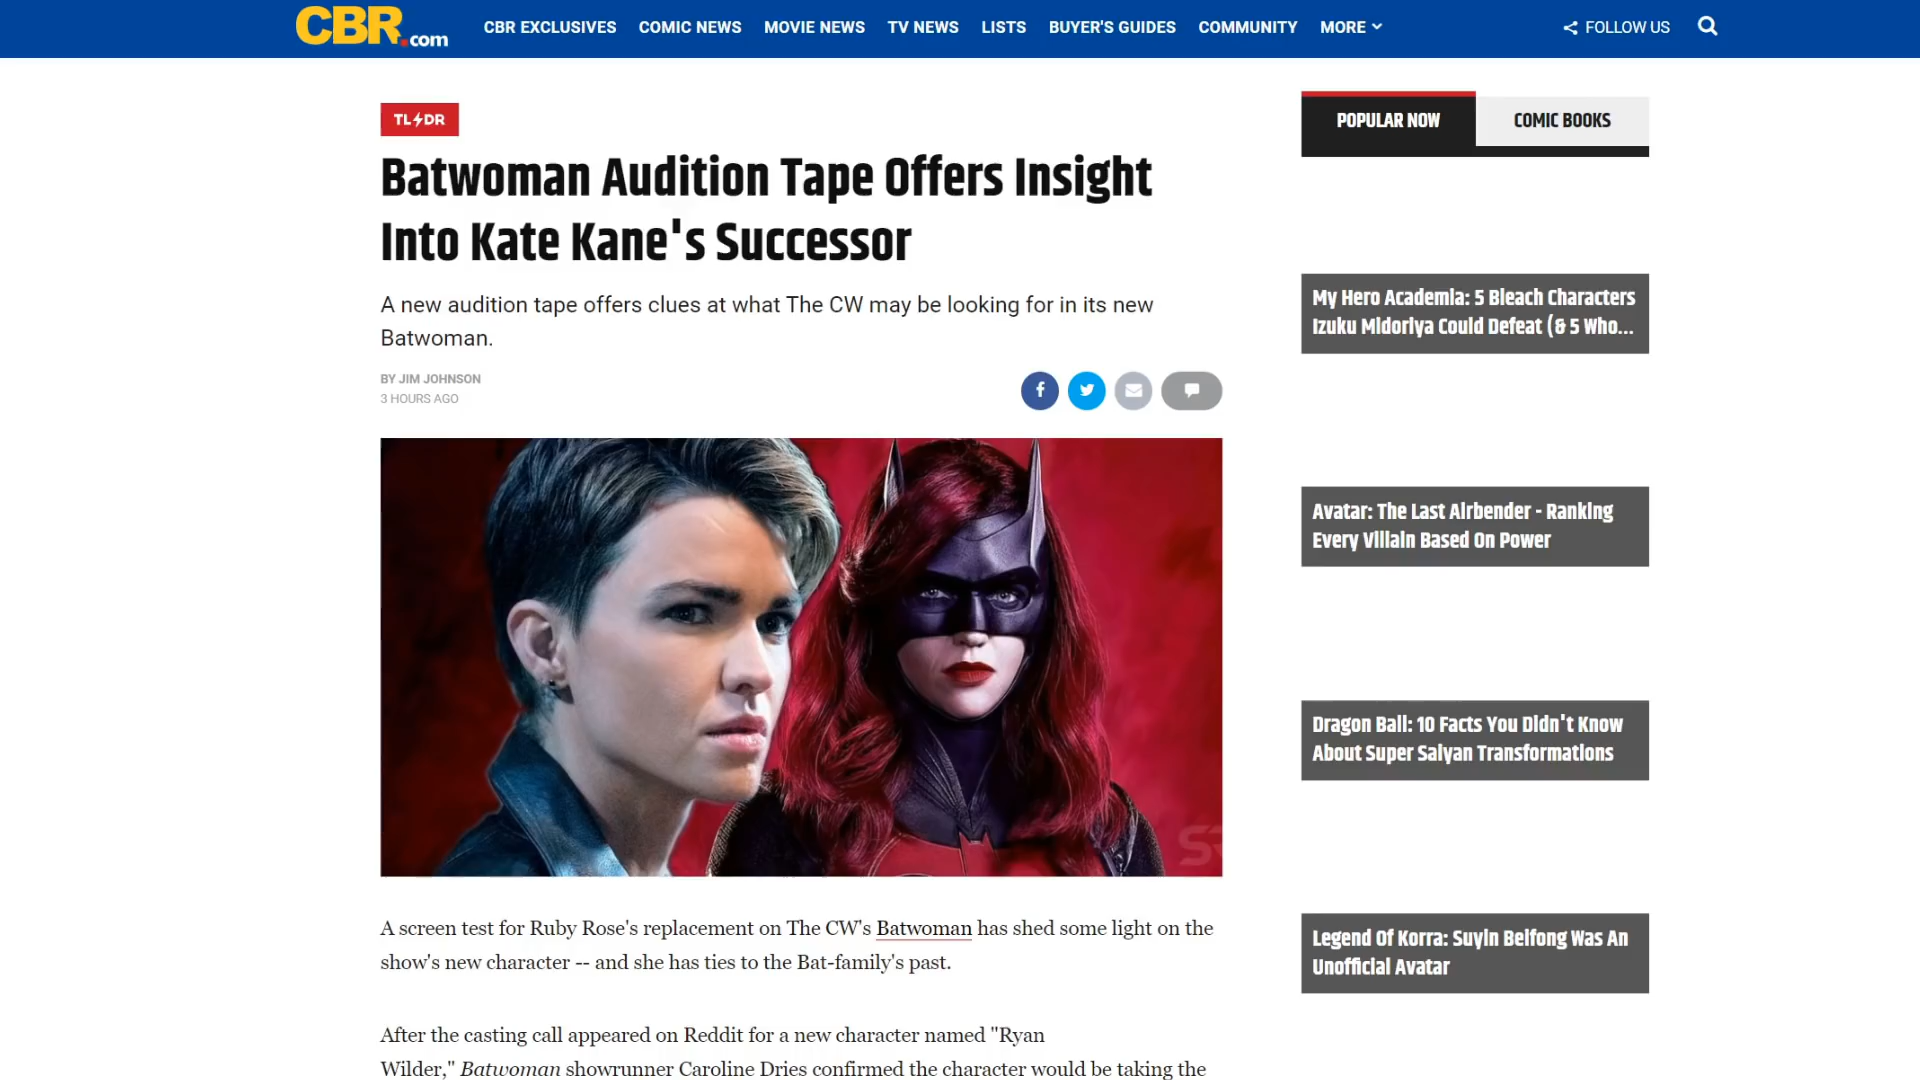 CBR.com
CBR EXCLUSIVES
COMIC NEWS
MOVIE NEWS
TV NEWS
LISTS
BUYER'S GUIDES
COMMUNITY
MORE
FOLLOW US
TL DR
Batwoman Audition Tape Offers Insight
Into Kate Kane's Successor
A new audition tape offers clues at what The CW may be looking for in its new
Batwoman.
BY JIM JOHNSON
3 HOURS AGO
SR
A screen test for Ruby Rose's replacement on The CW's Batwoman has shed some light on the
show's new character -- and she has ties to the Bat-family's past.
After the casting call appeared on Reddit for a new character named "Ryan
Wilder," Batwoman showrunner Caroline Dries confirmed the character would be taking the
POPULAR NOW
COMIC BOOKS
My Hero Academia: 5 Bleach Characters
Izuku Midoriya Could Defeat (& 5 Who...
Avatar: The Last Airbender - Ranking
Every Villain Based On Power
Dragon Ball: 10 Facts You Didn't Know
About Super Saiyan Transformations
Legend Of Korra: Suyin Beifong Was An
Unofficial Avatar